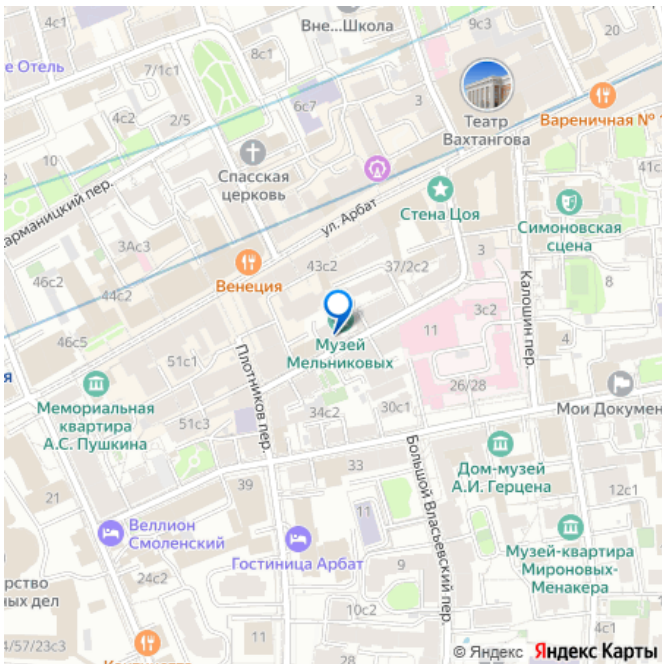 4с1
Вне...Школа
9с3
20
е Отель
7/1с1
8с1
4с2
2/5
6с7
3
Театр
Вахтангова
Вареничная № 1
10
Спасская
церковь
41с
арманицкий пер.
ул. Арбат
Стена Цоя
Симоновская
сцена
3Ас3
46с2
44с2
Венеция
43с2
37/2с2
3
8
Калошин пер.
3с2
46с5
11
4
я
51с1
Музей
Мельниковых
Плотников пер.
26/28
Мемориальная
квартира
А.С. Пушкина
51с3
34с2
30с1
Мои Докумен
Большой Власьевский пер.
33
Дом-музей
А.И. Герцена
21
39
12с1
11
Веллион
Смоленский
Гостиница Арбат
9
Музей-квартира
Мироновых-
Менакера
рство
ных дел
24с2
10с2
4/57/23с3
11
4с1
© Яндекс Яндекс Карты